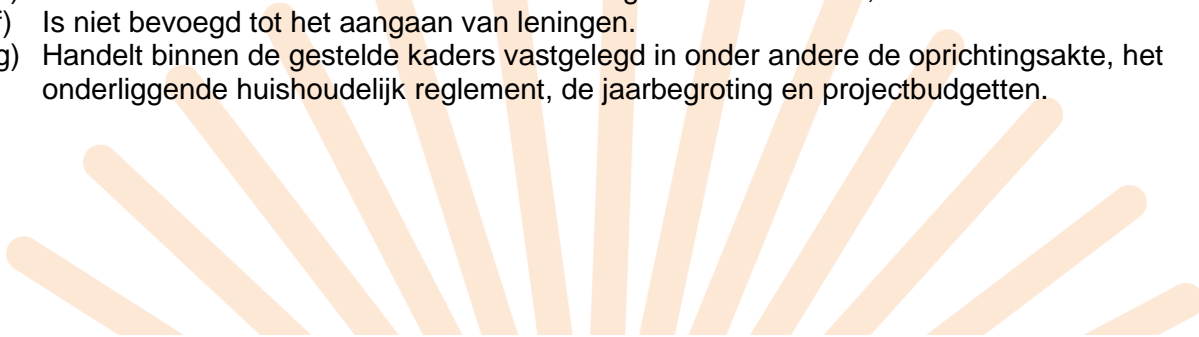 f) Is niet bevoegd tot het aangaan van leningen.
g) Handelt binnen de gestelde kaders vastgelegd in onder andere de oprichtingsakte, het
onderliggende huishoudelijk reglement, de jaarbegroting en projectbudgetten.